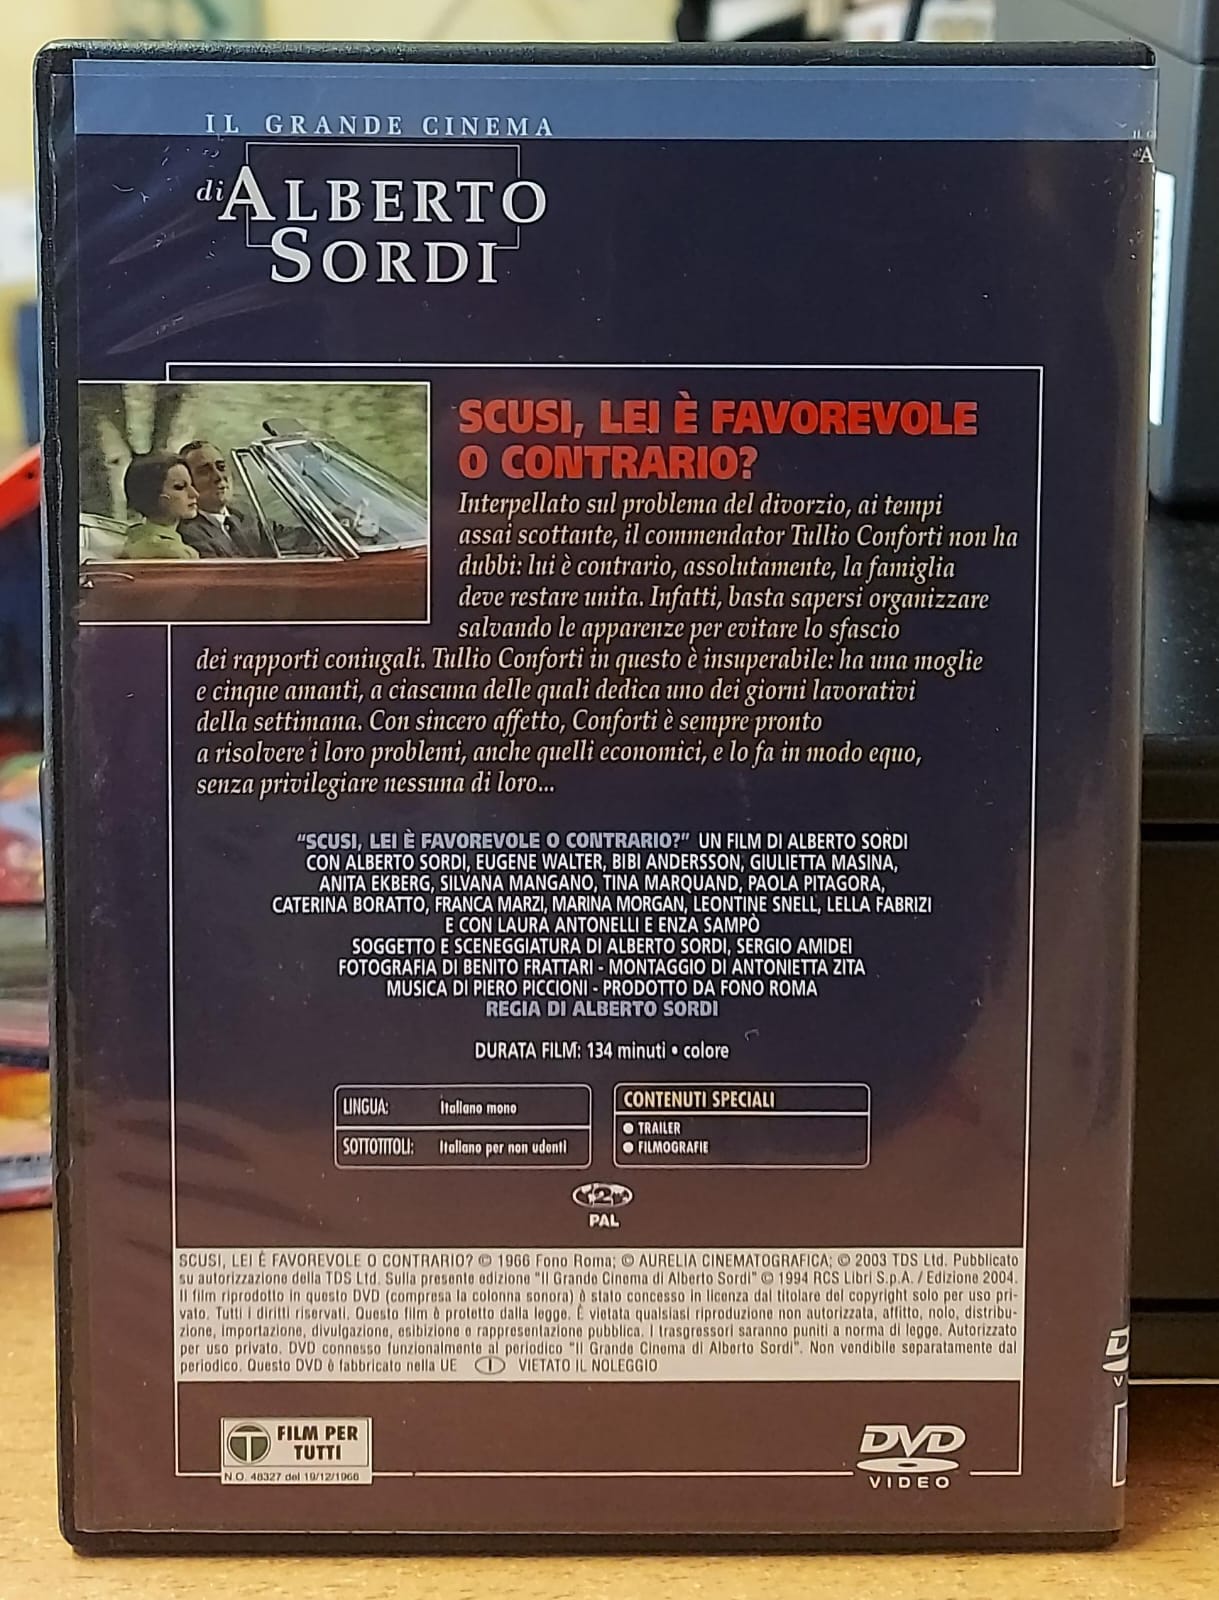 IL GRANDE CINEMA
di ALBERTO
SORDI
SCUSI, LEI È FAVOREVOLE
O CONTRARIO?
Interpellato sul problema del divorzio, ai tempi
assai scottante, il commendator Tullio Conforti non ha
dubbi: lui è contrario, assolutamente, la famiglia
deve restare unita. Infatti, basta sapersi organizzare
salvando le apparenze per evitare lo sfascio
dei rapporti coniugali. Tullio Conforti in questo è insuperabile: ha una moglie
e cinque amanti, a ciascuna delle quali dedica uno dei giorni lavorativi
della settimana. Con sincero affetto, Conforti è sempre pronto
a risolvere i loro problemi, anche quelli economici, e lo fa in modo equo,
senza privilegiare nessuna di loro...
"SCUSI, LEI È FAVOREVOLE O CONTRARIO?" UN FILM DI ALBERTO SORDI
CON ALBERTO SORDI, EUGENE WALTER, BIBI ANDERSSON, GIULIETTA MASINA,
ANITA EKBERG, SILVANA MANGANO, TINA MARQUAND, PAOLA PITAGORA,
CATERINA BORATTO, FRANCA MARZI, MARINA MORGAN, LEONTINE SNELL, LELLA FABRIZI
E CON LAURA ANTONELLI E ENZA SAMPÒ
SOGGETTO E SCENEGGIATURA DI ALBERTO SORDI, SERGIO AMIDEI
FOTOGRAFIA DI BENITO FRATTARI - MONTAGGIO DI ANTONIETTA ZITA
MUSICA DI PIERO PICCIONI - PRODOTTO DA FONO ROMA
REGIA DI ALBERTO SORDI
DURATA FILM: 134 minuti • colore
LINGUA: Italiano mono
SOTTOTITOLI: Italiano per non udenti
CONTENUTI SPECIALI
● TRAILER
● FILMOGRAFIE
2
PAL
SCUSI, LEI È FAVOREVOLE O CONTRARIO? © 1966 Fono Roma; © AURELIA CINEMATOGRAFICA; © 2003 TDS Ltd. Pubblicato
su autorizzazione della TDS Ltd. Sulla presente edizione "Il Grande Cinema di Alberto Sordi" © 1994 RCS Libri S.p.A. / Edizione 2004.
Il film riprodotto in questo DVD (compresa la colonna sonora) è stato concesso in licenza dal titolare del copyright solo per uso pri-
vato. Tutti i diritti riservati. Questo film è protetto dalla legge. È vietata qualsiasi riproduzione non autorizzata, affitto, nolo, distribu-
zione, importazione, divulgazione, esibizione e rappresentazione pubblica. I trasgressori saranno puniti a norma di legge. Autorizzato
per uso privato. DVD connesso funzionalmente al periodico "Il Grande Cinema di Alberto Sordi". Non vendibile separatamente dal
periodico. Questo DVD è fabbricato nella UE I VIETATO IL NOLEGGIO
T FILM PER
TUTTI
N.O. 48327 del 19/12/1966
DVD
VIDEO